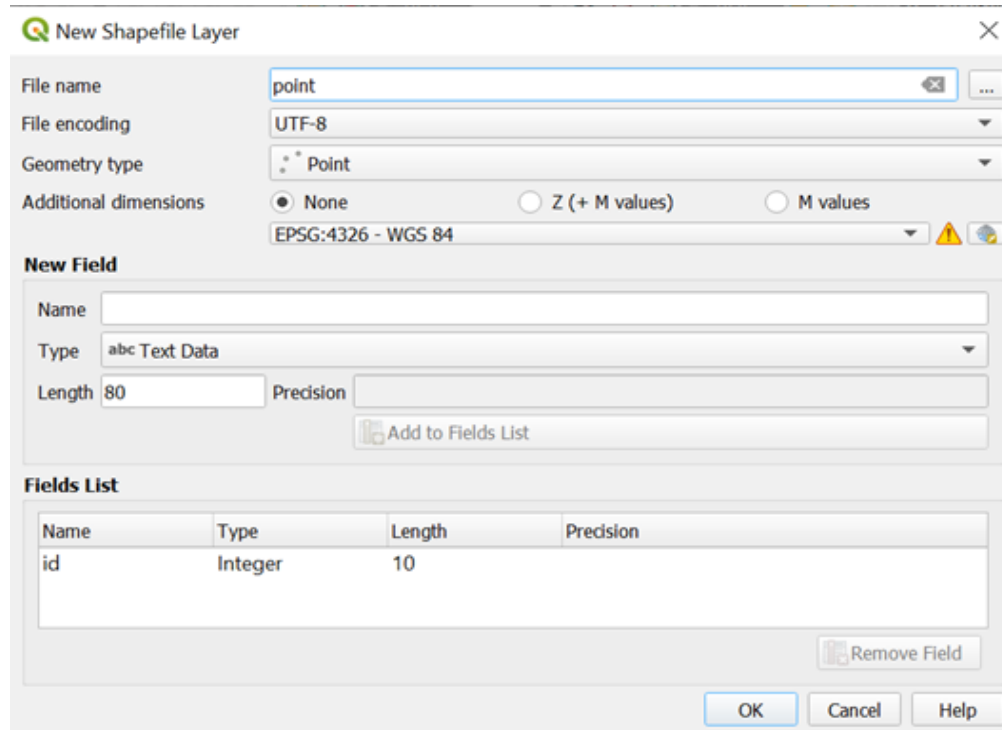 New Shapefile Layer
File name point ...
File encoding UTF-8
Geometry type Point
Additional dimensions None Z (+ M values) M values
EPSG:4326 - WGS 84
New Field
Name
Type abc Text Data
Length 80 Precision
Add to Fields List
Fields List
Name Type Length Precision
id Integer 10
Remove Field
OK Cancel Help